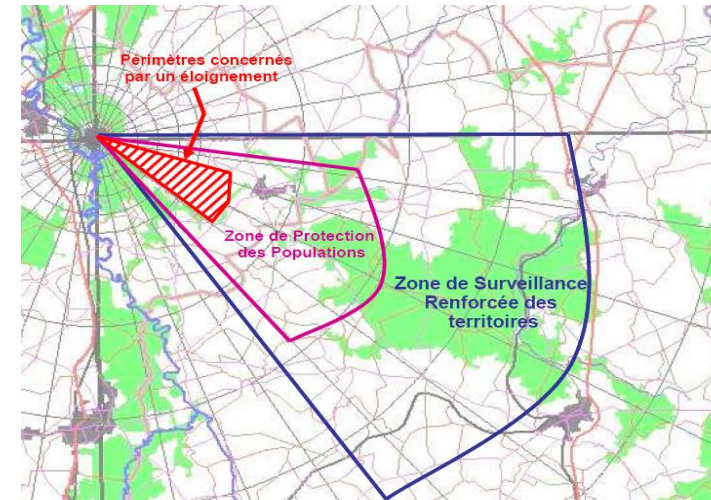 Périmètres concernés
par un éloignement
Zone de Protection
des Populations
Zone de Surveillance
Renforcée des
territoires